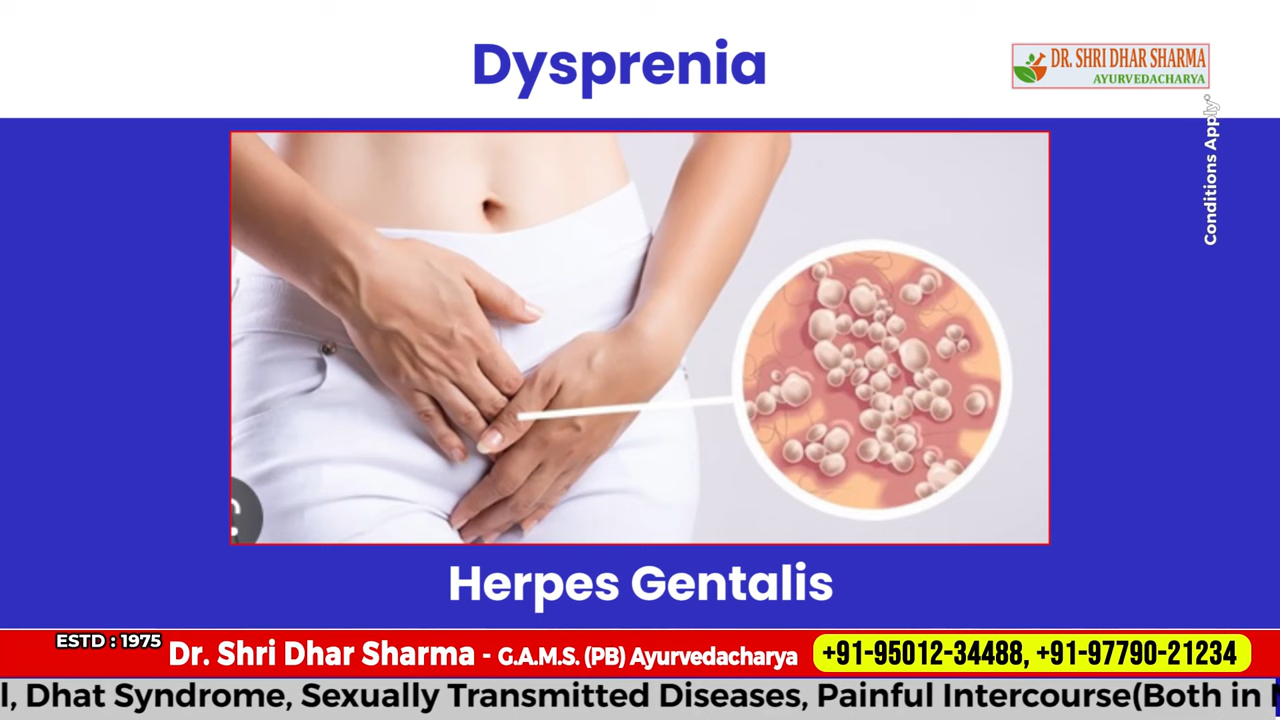 Dysprenia
DR. SHRI DHAR SHARMA
AYURVEDACHARYA
Conditions Apply*
Herpes Gentalis
ESTD : 1975
Dr. Shri Dhar Sharma - G.A.M.S. (PB) Ayurvedacharya
+91-95012-34488, +91-97790-21234
l, Dhat Syndrome, Sexually Transmitted Diseases, Painful Intercourse(Both in